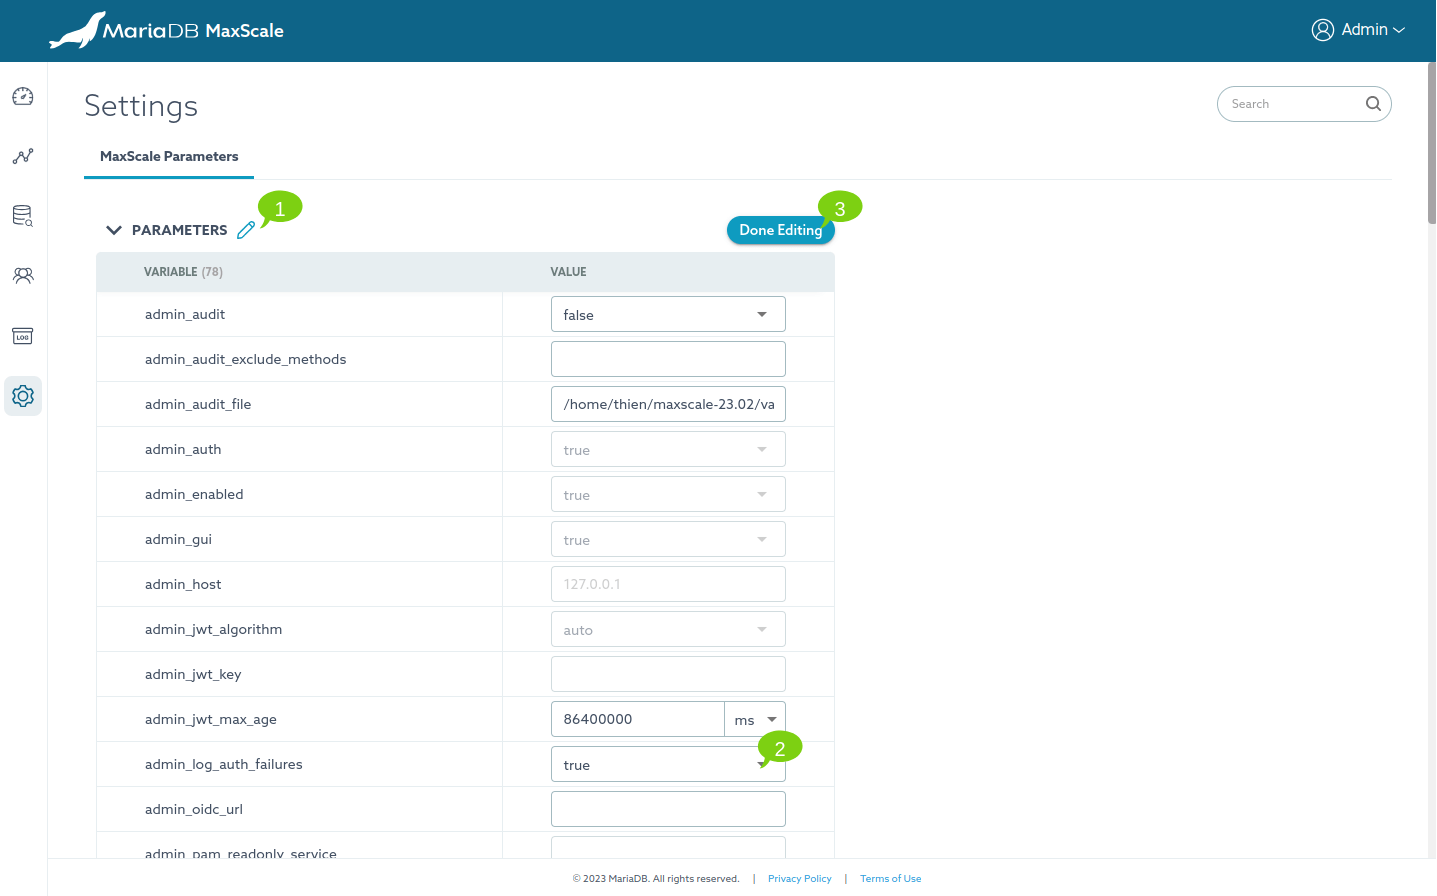 MariaDB MaxScale
Admin
Settings
Search
MaxScale Parameters
1
3
PARAMETERS
Done Editing
VARIABLE (78) VALUE
admin_audit false
admin_audit_exclude_methods
admin_audit_file /home/thien/maxscale-23.02/va
admin_auth true
admin_enabled true
admin_gui true
admin_host 127.0.0.1
admin_jwt_algorithm auto
admin_jwt_key
admin_jwt_max_age 86400000 ms
2
admin_log_auth_failures true
admin_oidc_url
admin_pam_readonly_service
LOG
© 2023 MariaDB. All rights reserved. | Privacy Policy | Terms of Use